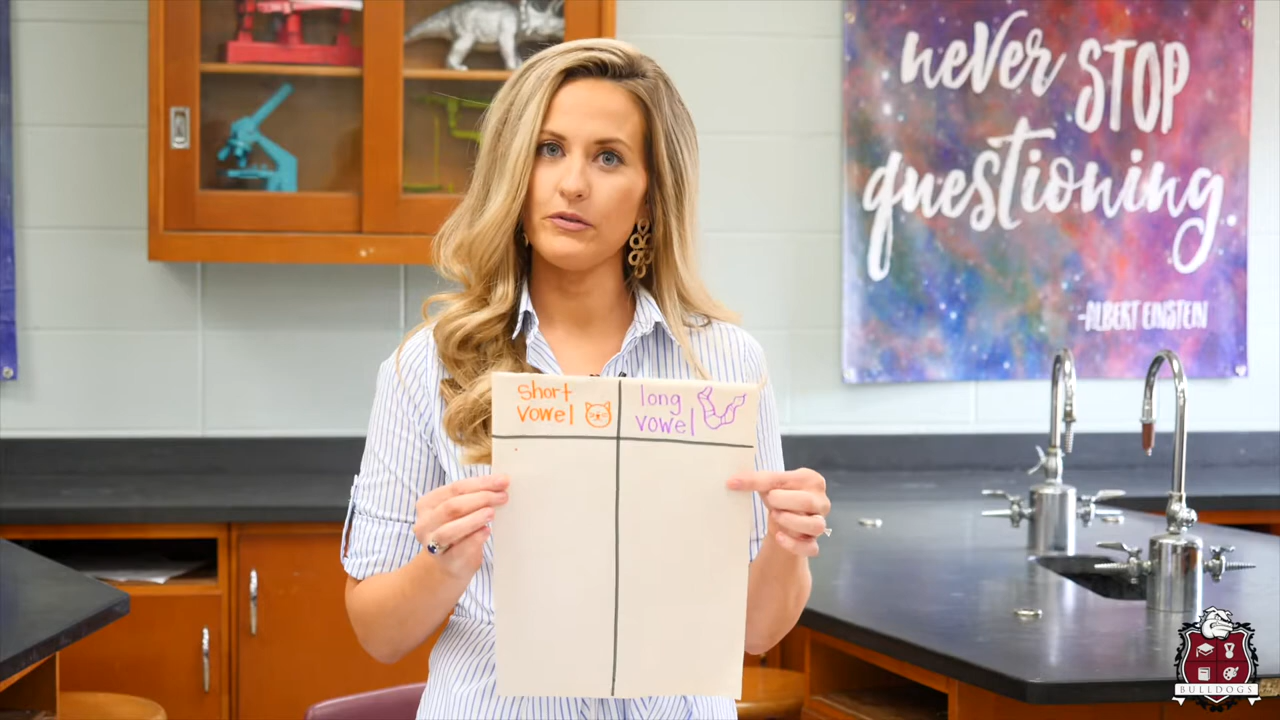 never STOP
questioning.
-ALBERT EINSTEIN
short
vowel
long
vowel
BULLDOGS